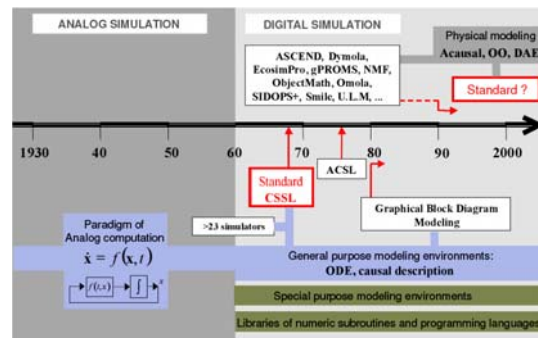 ANALOG SIMULATION
DIGITAL SIMULATION
Physical modeling
Acausal, OO, DAE
ASCEND, Dymola,
EcosimPro, gPROMS, NMF,
ObjectMath, Omola,
SIDOPS+, Smile, U.L.M, ...
Standard ?
1930
40
50
60
70
80
90
2000
Standard
CSSL
ACSL
>23 simulators
Graphical Block Diagram
Modeling
Paradigm of
Analog computation
ẋ = f(x, t)
f(t,x)
∫
x
General purpose modeling environments:
ODE, causal description
Special purpose modeling environments
Libraries of numeric subroutines and programming languages